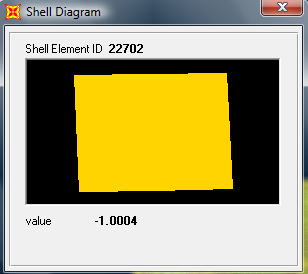 Shell Diagram
Shell Element ID 22702
value -1.0004